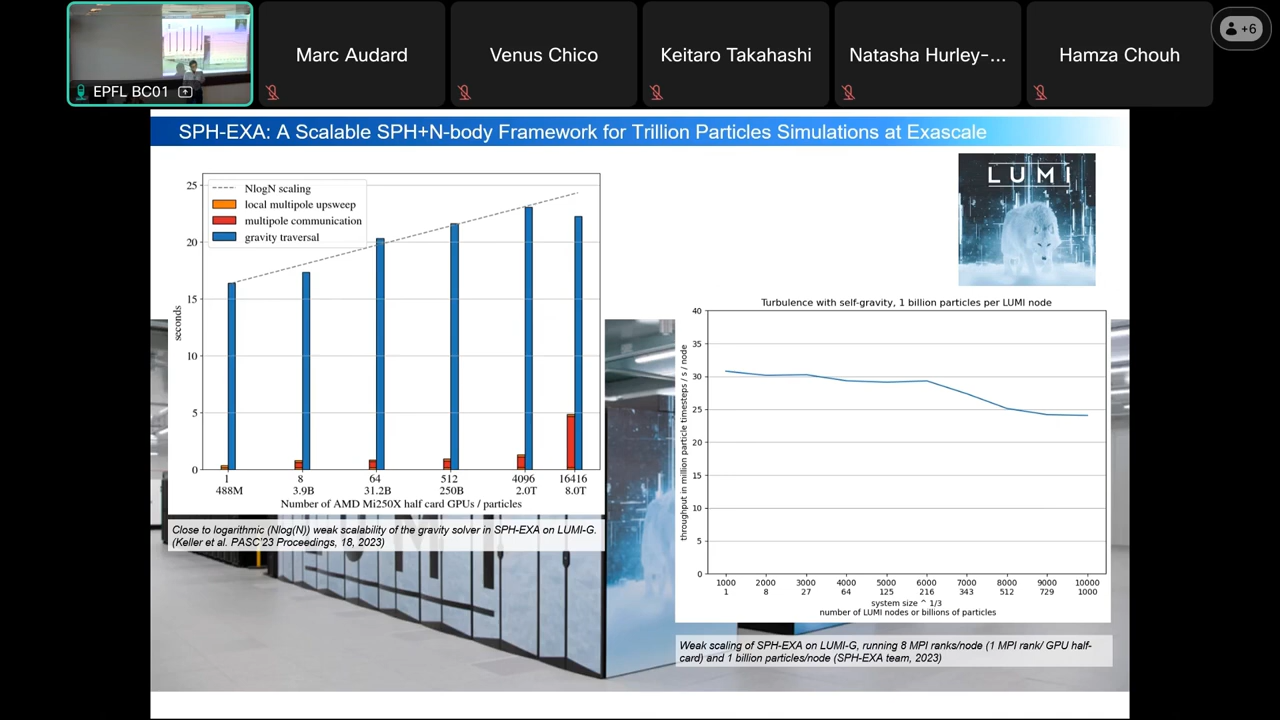 EPFL BC01
Marc Audard
Venus Chico
Keitaro Takahashi
Natasha Hurley-...
Hamza Chouh
+6
SPH-EXA: A Scalable SPH+N-body Framework for Trillion Particles Simulations at Exascale
NlogN scaling
local multipole upsweep
multipole communication
gravity traversal
25
20
15
10
5
0
seconds
1 8 64 512 4096 16416
488M 3.9B 31.2B 250B 2.0T 8.0T
Number of AMD Mi250X half card GPUs / particles
Close to logarithmic (Nlog(N)) weak scalability of the gravity solver in SPH-EXA on LUMI-G.
(Keller et al. PASC'23 Proceedings, 18, 2023)
LUMI
Turbulence with self-gravity, 1 billion particles per LUMI node
40
35
30
25
20
15
10
5
0
throughput in million particle timesteps / s / node
1000 2000 3000 4000 5000 6000 7000 8000 9000 10000
1 8 27 64 125 216 343 512 729 1000
system size ^ 1/3
number of LUMI nodes or billions of particles
Weak scaling of SPH-EXA on LUMI-G, running 8 MPI ranks/node (1 MPI rank/ GPU half-
card) and 1 billion particles/node (SPH-EXA team, 2023)